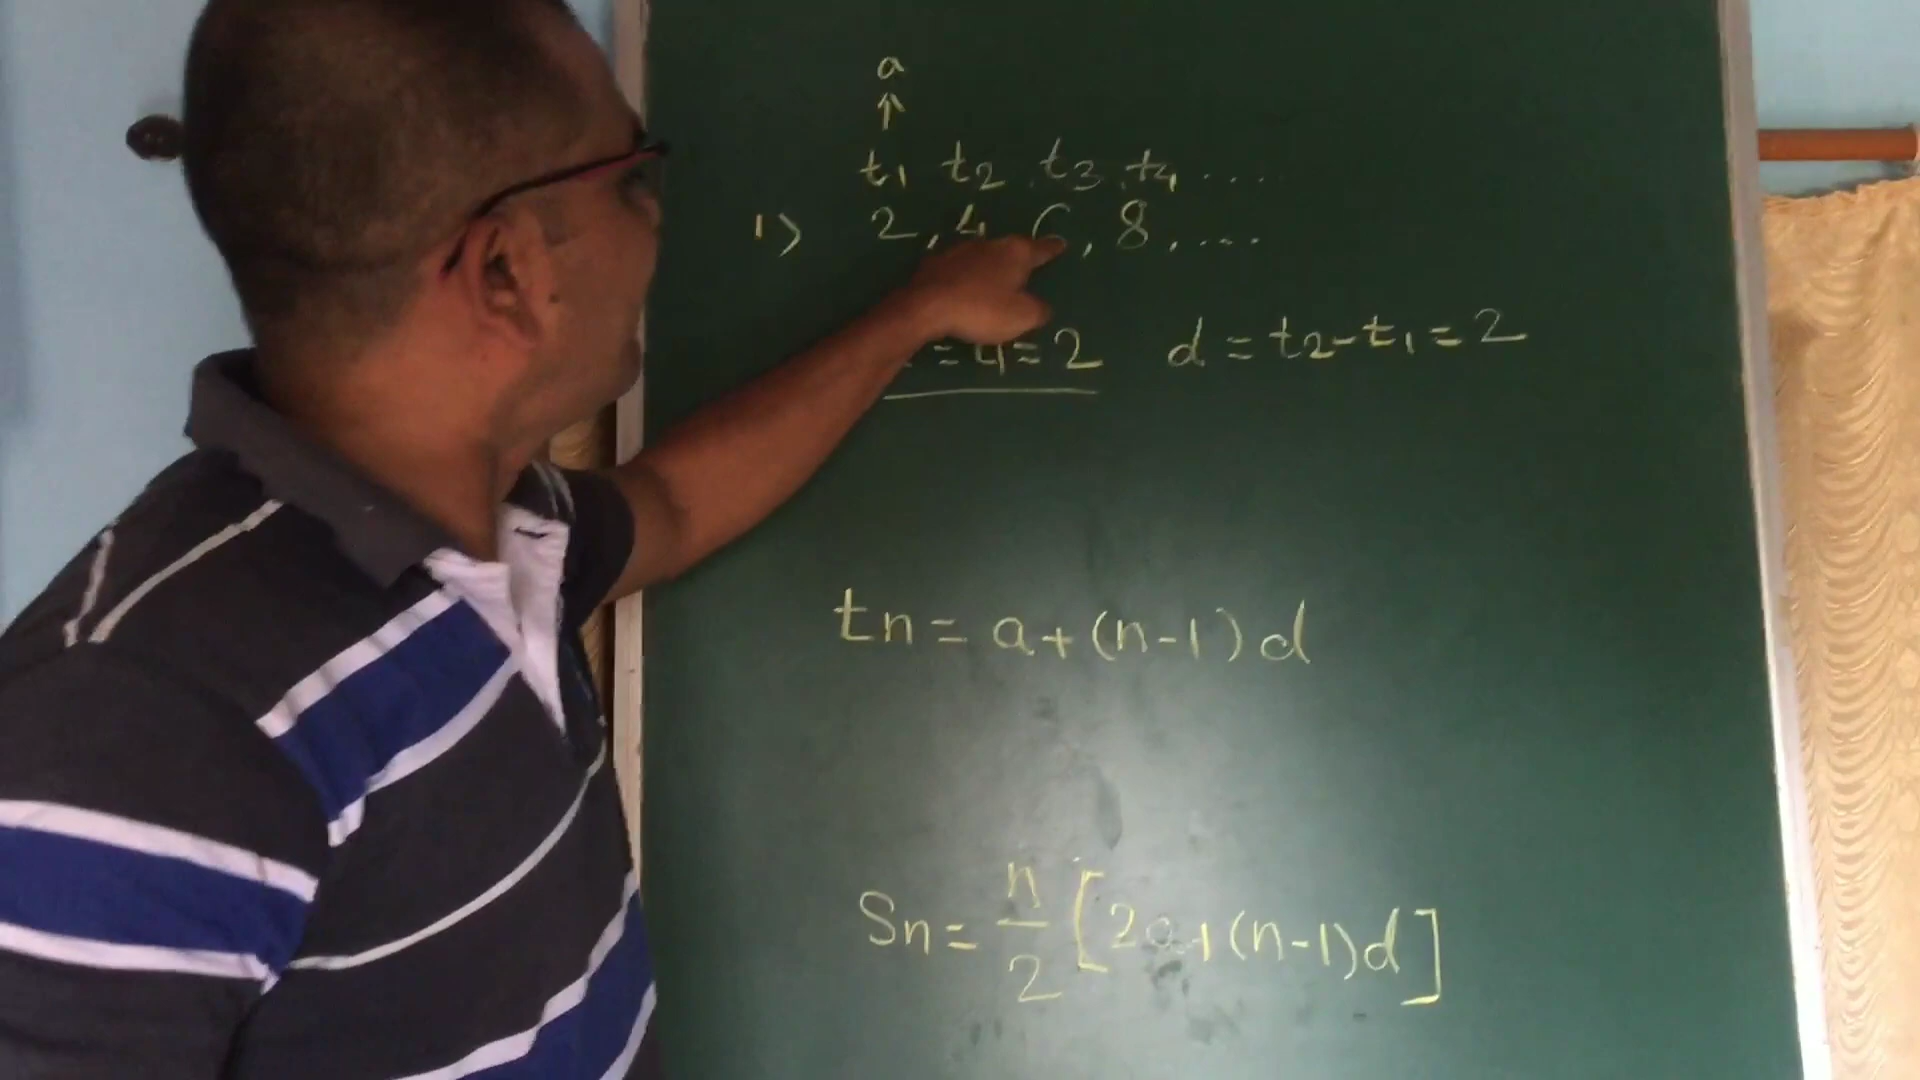 a
↑
t1 t2 t3 t4 ....
1) 2, 4 6, 8, ....
= 4 = 2 d = t2 - t1 = 2
tn = a + (n-1) d
Sn = n/2 [2a+(n-1)d]